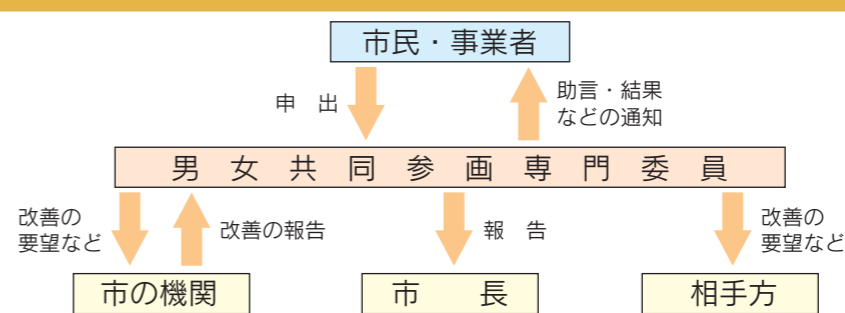 市民・事業者
申　出
助言・結果
などの通知
男女共同参画専門委員
改善の
要望など
改善の報告
報　告
改善の
要望など
市の機関
市　長
相手方